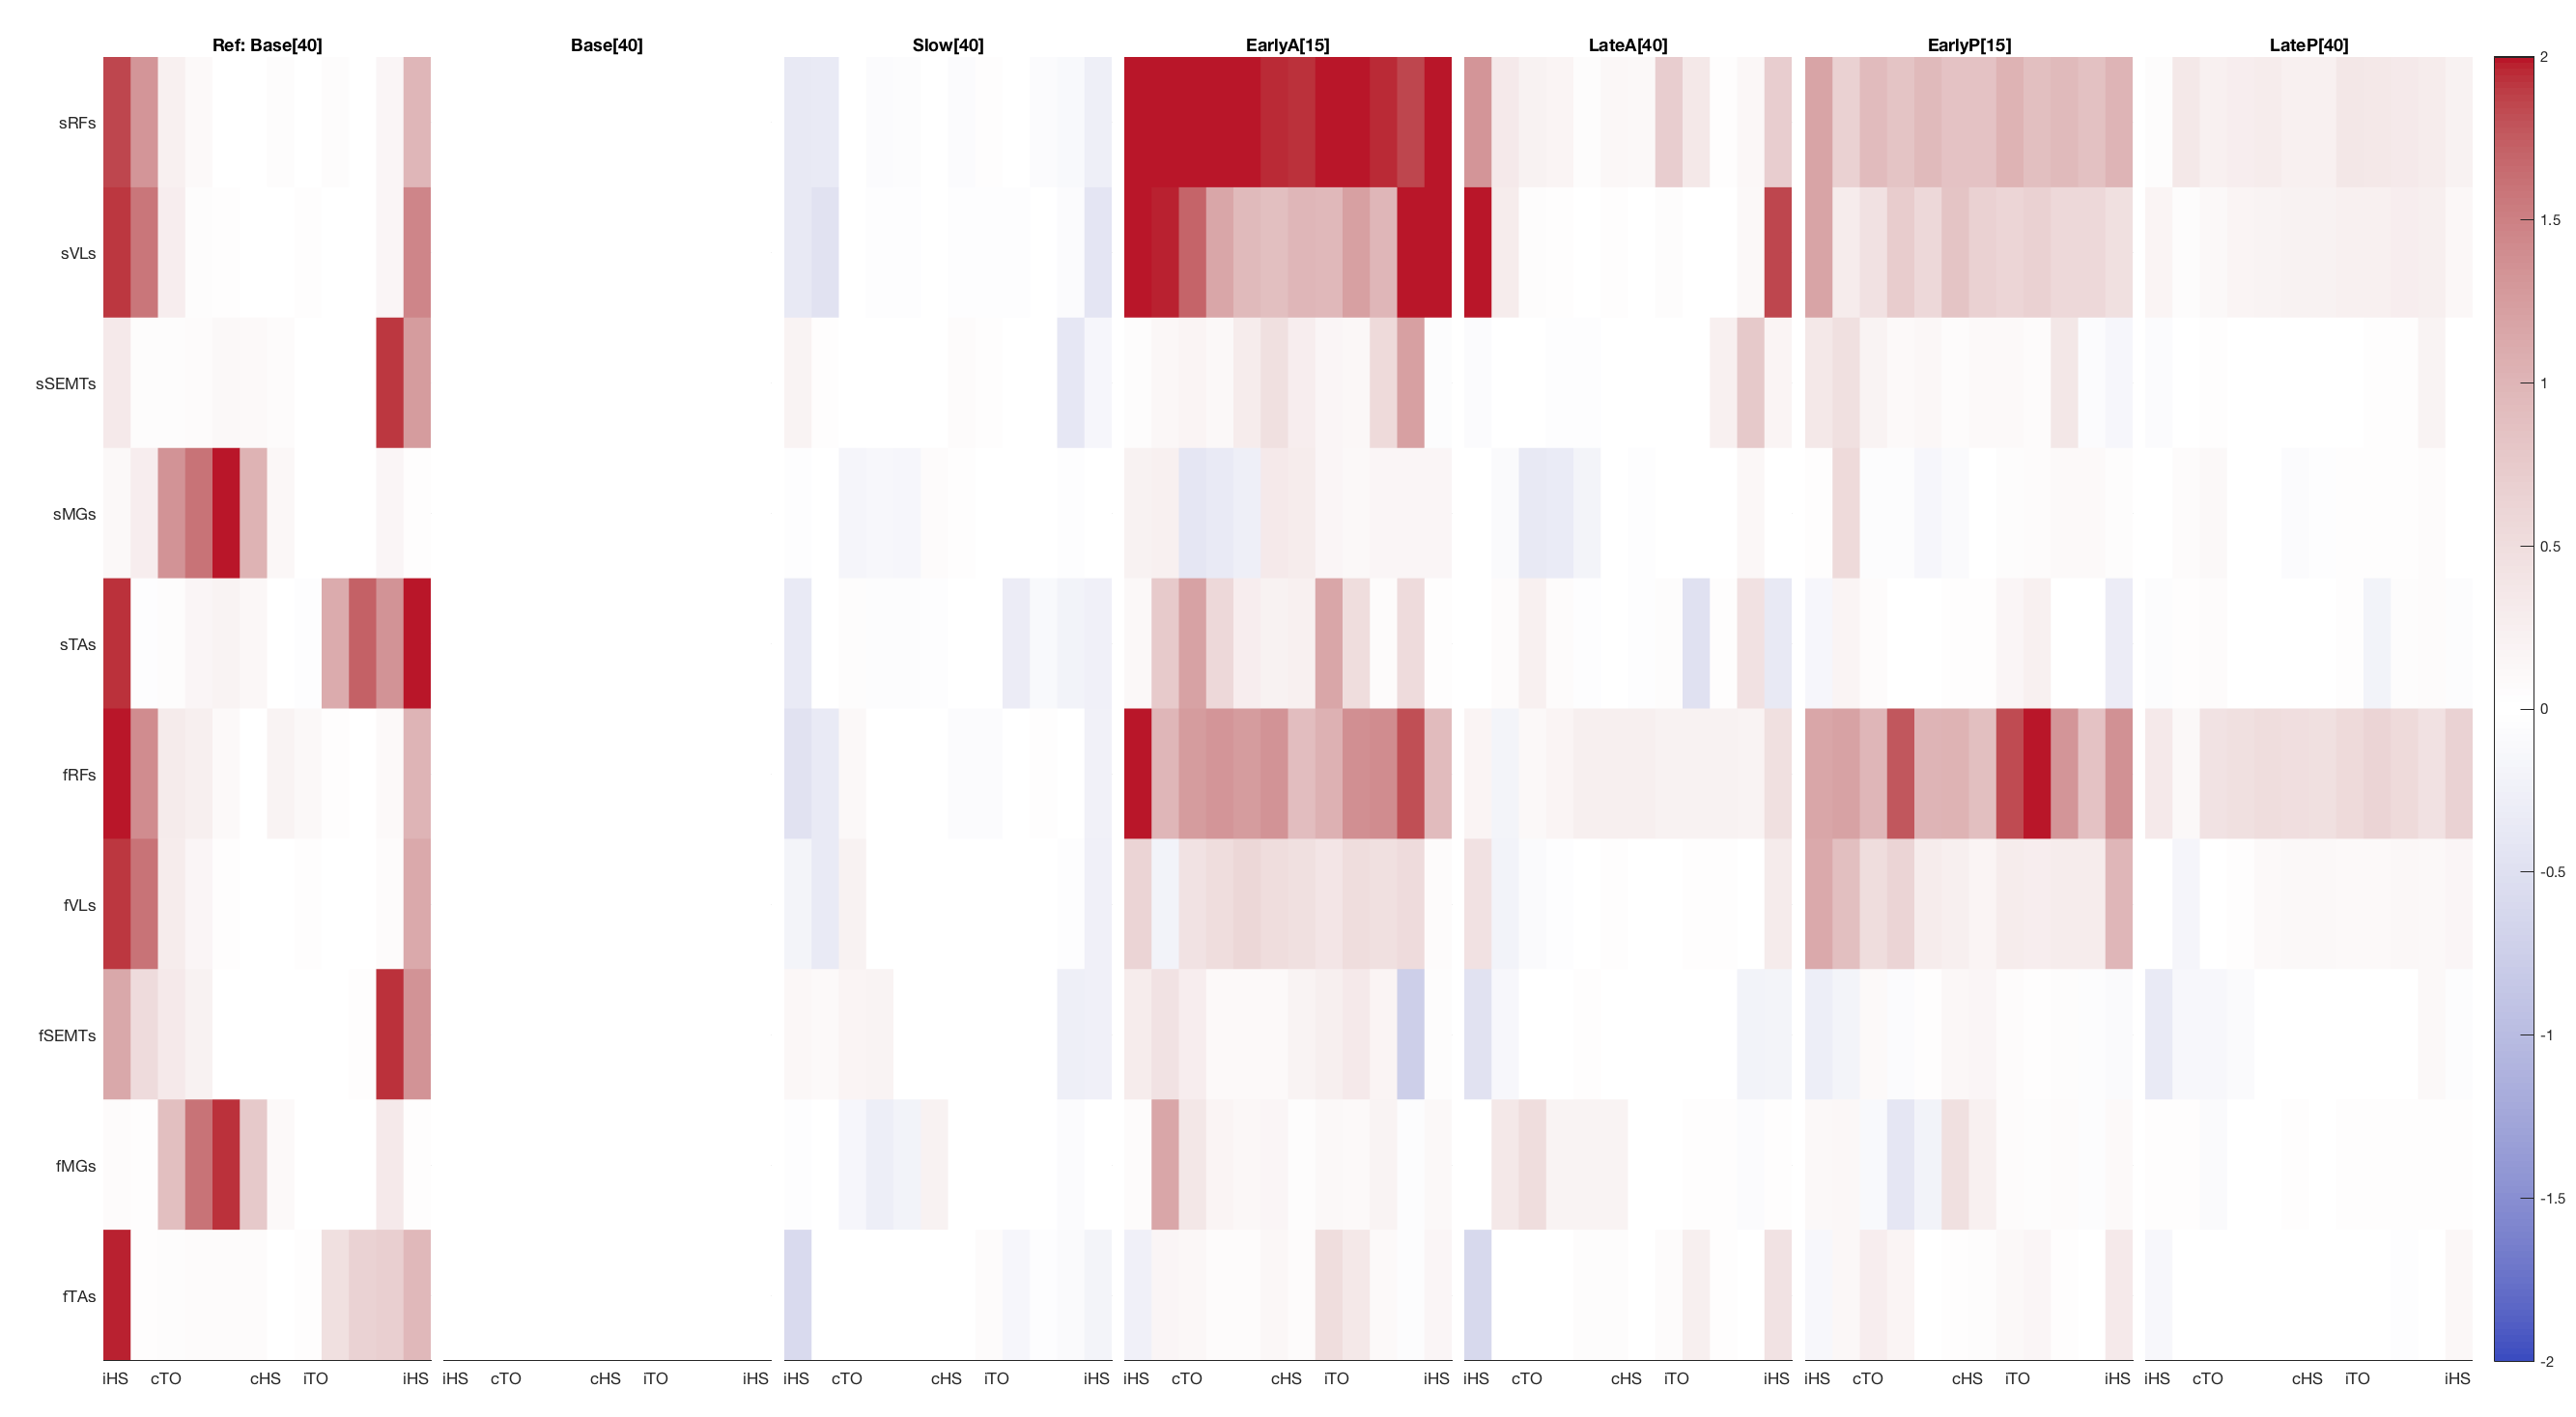 Ref: Base[40] Base[40] Slow[40] EarlyA[15] LateA[40] EarlyP[15] LateP[40]
2
sRFs
1.5
sVLs
sSEMTs
1
sMGs
0.5
sTAs
0
fRFs
-0.5
fVLs
fSEMTs
-1
fMGs
-1.5
fTAs
-2
iHS cTO cHS iTO iHS iHS cTO cHS iTO iHS iHS cTO cHS iTO iHS iHS cTO cHS iTO iHS iHS cTO cHS iTO iHS iHS cTO cHS iTO iHS iHS cTO cHS iTO iHS